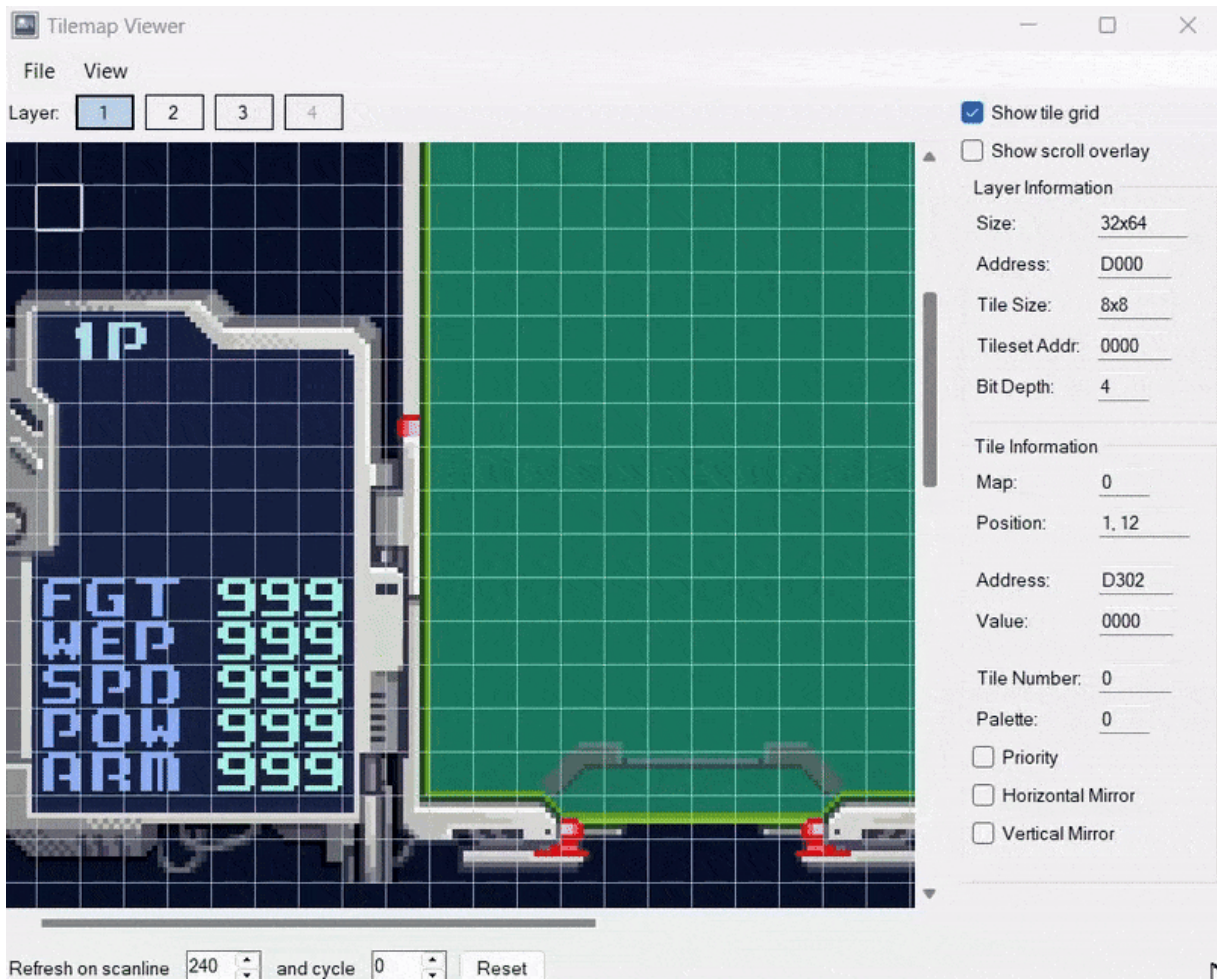 Tilemap Viewer
File View
Layer: 1 2 3 4
Show tile grid
Show scroll overlay
Layer Information
Size: 32x64
Address: D000
Tile Size: 8x8
Tileset Addr: 0000
Bit Depth: 4
Tile Information
Map: 0
Position: 1, 12
Address: D302
Value: 0000
Tile Number: 0
Palette: 0
Priority
Horizontal Mirror
Vertical Mirror
1P
FGT 999
WEP 999
SPD 999
POW 999
ARM 999
Refresh on scanline 240 and cycle 0 Reset